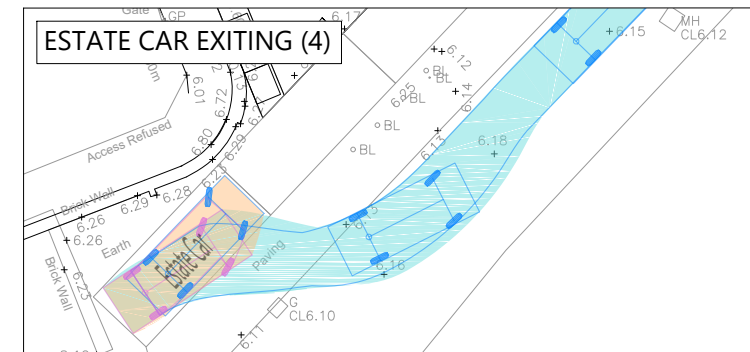 ESTATE CAR EXITING (4)
Gate
GP
6.17
6.15
MH
CL6.12
6.12
BL
BL
BL
6.25
6.14
6.01
6.72
6.13
BL
BL
6.18
6.80
6.29
Access Refused
6.23
6.28
6.29
6.26
6.26
Brick Wall
Earth
Brick Wall
6.23
Estate Car
Paving
6.16
G
CL6.10
6.11